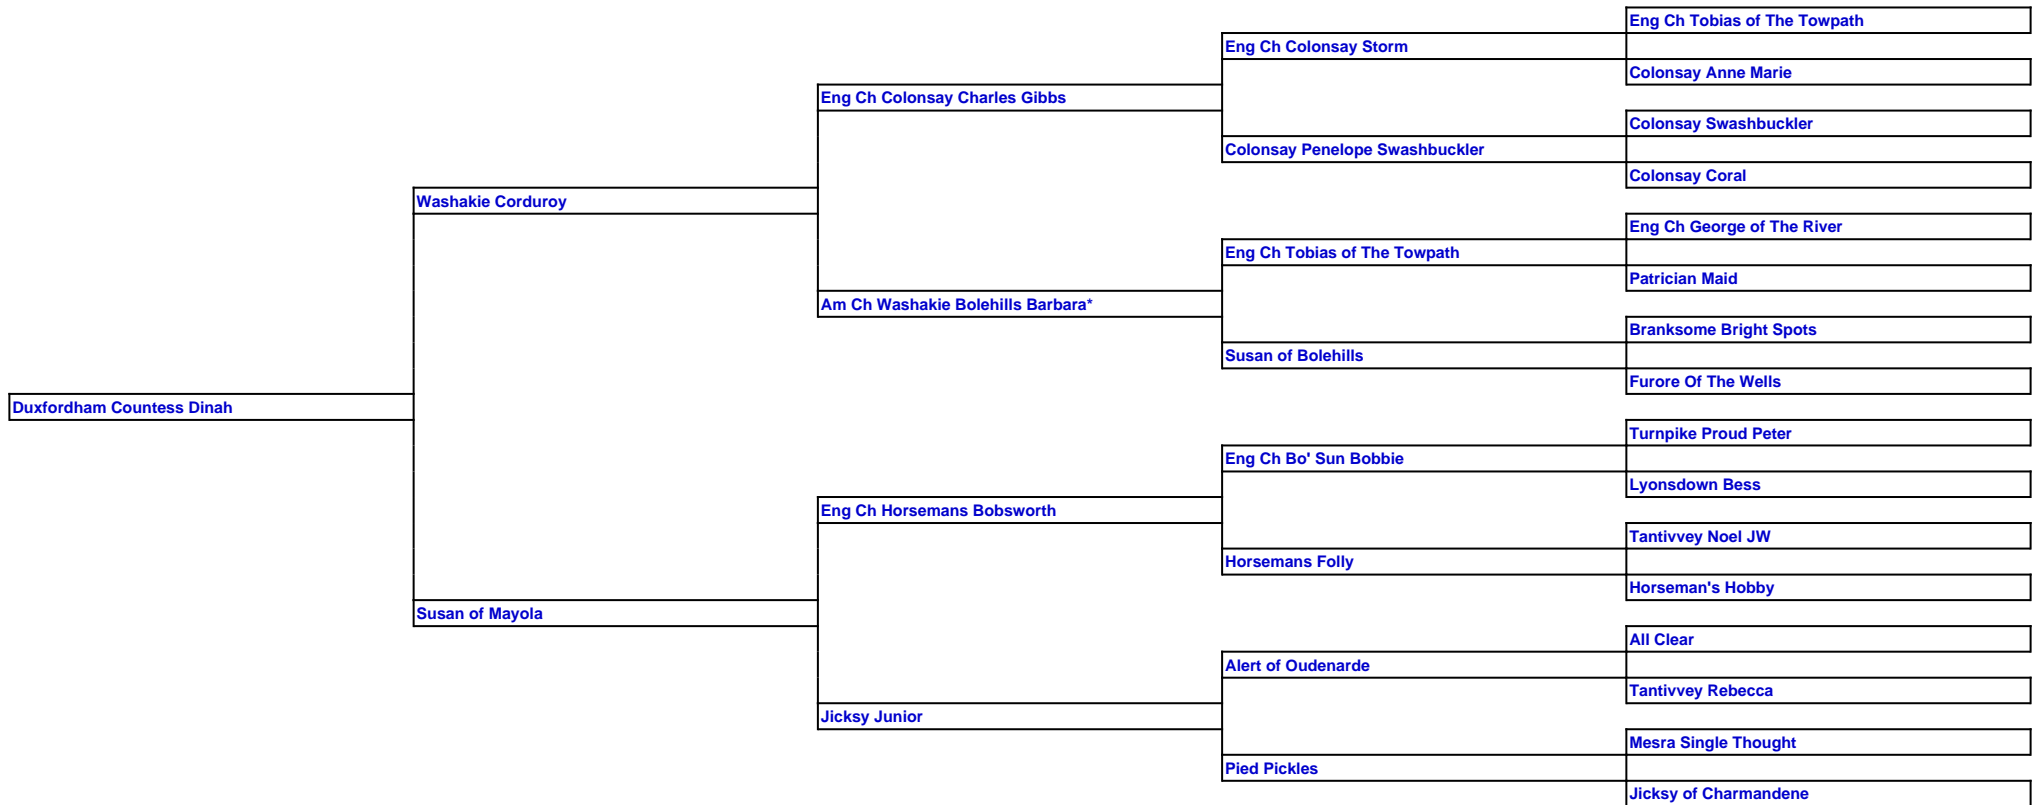 Eng Ch Tobias of The Towpath
Eng Ch Colonsay Storm
Colonsay Anne Marie
Eng Ch Colonsay Charles Gibbs
Colonsay Swashbuckler
Colonsay Penelope Swashbuckler
Colonsay Coral
Washakie Corduroy
Eng Ch George of The River
Eng Ch Tobias of The Towpath
Patrician Maid
Am Ch Washakie Bolehills Barbara*
Branksome Bright Spots
Susan of Bolehills
Furore Of The Wells
Duxfordham Countess Dinah
Turnpike Proud Peter
Eng Ch Bo' Sun Bobbie
Lyonsdown Bess
Eng Ch Horsemans Bobsworth
Tantivvey Noel JW
Horsemans Folly
Horseman's Hobby
Susan of Mayola
All Clear
Alert of Oudenarde
Tantivvey Rebecca
Jicksy Junior
Mesra Single Thought
Pied Pickles
Jicksy of Charmandene